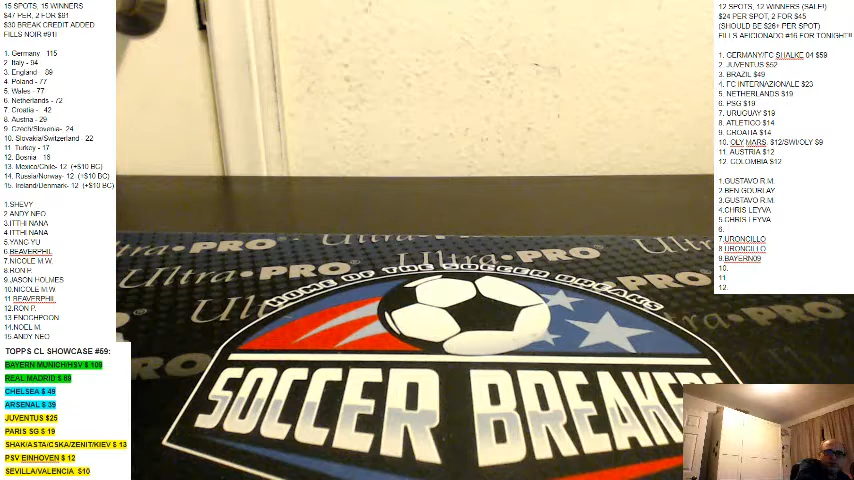 15 SPOTS, 15 WINNERS
$47 PER, 2 FOR $91
$30 BREAK CREDIT ADDED
FILLS NOIR #91!
1. Germany - 115
2 Italy - 94
3. England - 89
4. Poland - 77
5. Wales - 77
6. Netherlands - 72
7. Croatia - 42
8. Austria - 29
9. Czech/Slovenia- 24
10. Slovakia/Switzerland - 22
11. Turkey - 17
12. Bosnia - 16
13. Mexico/Chile- 12 (+$10 BC)
14. Russia/Norway- 12 (+$10 BC)
15. Ireland/Denmark- 12 (+$10 BC)
1.SHEVY
2 ANDY NEO
3.ITTHI NANA
4 ITTHI NANA
5.YANG YU
6.BEAVERPHIL
7.NICOLE M.W.
8.RON P.
9.JASON HOLMES
10.NICOLE M.W
11.BEAVERPHIL
12.RON P.
13 ENOCHPOON
14.NOEL M.
15.ANDY NEO
TOPPS CL SHOWCASE #59:
BAYERN MUNICH/HSV $ 109
REAL MADRID $ 69
CHELSEA $ 49
ARSENAL $ 39
JUVENTUS $25
PARIS SG $ 19
SHAK/ASTA/CSKA/ZENIT/KIEV $ 13
PSV EINHOVEN $ 12
SEVILLA/VALENCIA $10
12 SPOTS, 12 WINNERS (SALE!)
$24 PER SPOT, 2 FOR $45
(SHOULD BE $26+ PER SPOT)
FILLS AFICIONADO #16 FOR TONIGHT!!
1. GERMANY/FC SHALKE 04 $59
2. JUVENTUS $52
3. BRAZIL $49
4. FC INTERNAZIONALE $23
5. NETHERLANDS $19
6. PSG $19
7. URUGUAY $19
8. ATLETICO $14
9. CROATIA $14
10. OLY MARS. $12/SWI/OLY $9
11. AUSTRIA $12
12. COLOMBIA $12
1.GUSTAVO R.M.
2 BEN GOURLAY
3.GUSTAVO R.M.
4.CHRIS LEYVA
5 CHRIS LEYVA
6.
7.URONCILLO
8 URONCILLO
9.BAYERN09
10.
11.
12.
Ultra•PRO
Ultra•PRO
Ultra•PRO
HOME OF THE SOCCER BREAKS
SOCCER BREAKE